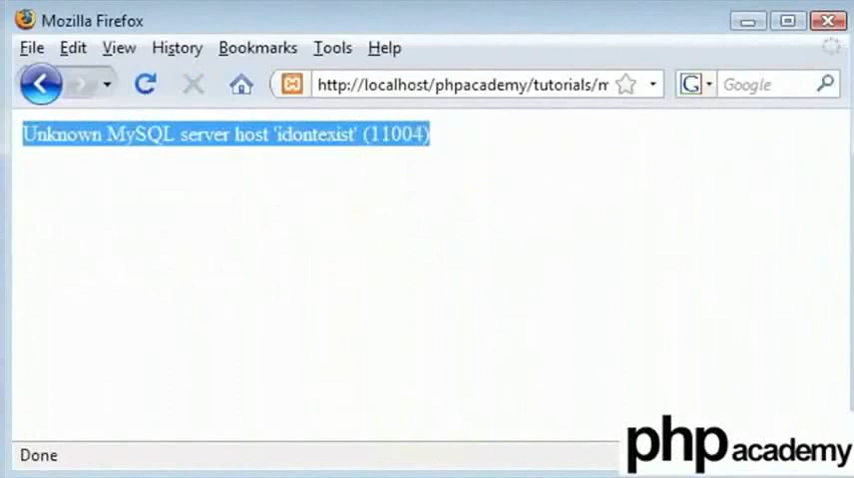 Mozilla Firefox
File Edit View History Bookmarks Tools Help
http://localhost/phpacademy/tutorials/m Google
Unknown MySQL server host 'idontexist' (11004)
Done
php academy